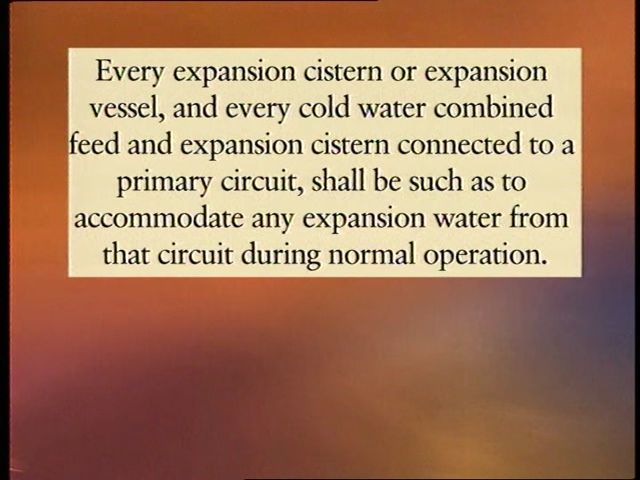 Every expansion cistern or expansion
vessel, and every cold water combined
feed and expansion cistern connected to a
primary circuit, shall be such as to
accommodate any expansion water from
that circuit during normal operation.